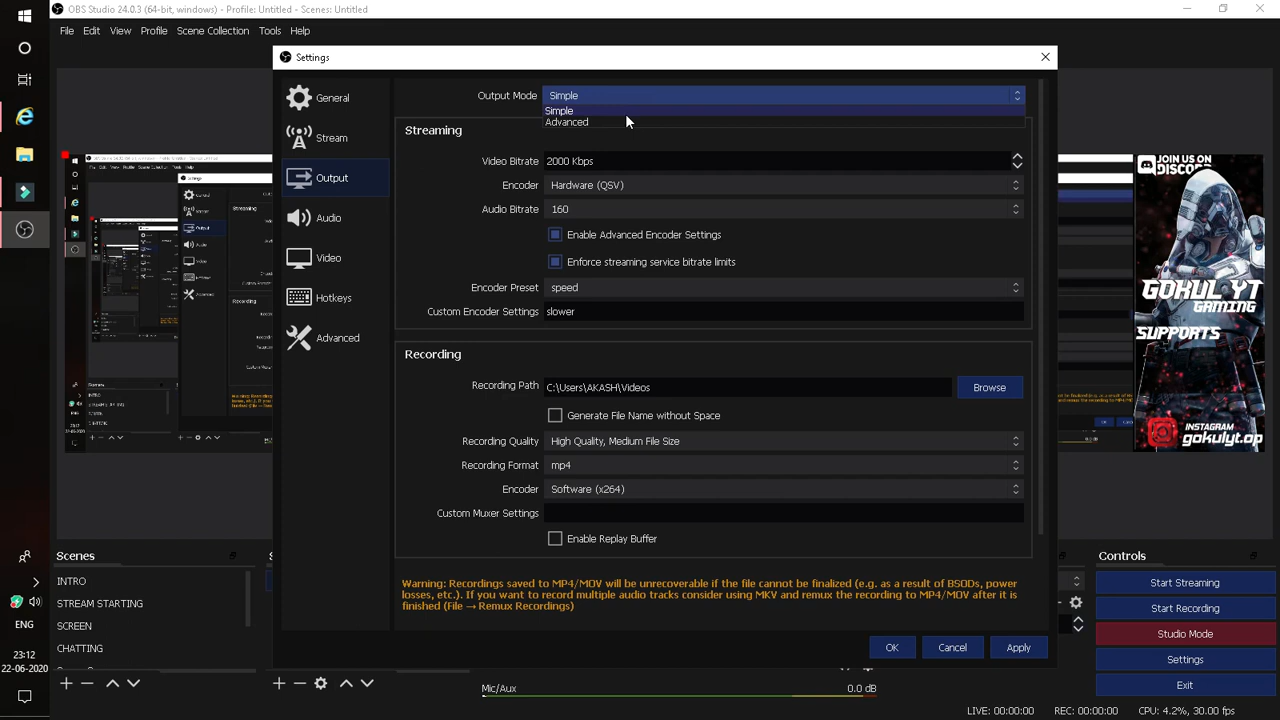 OBS Studio 24.0.3 (64-bit, windows) - Profile: Untitled - Scenes: Untitled
File Edit View Profile Scene Collection Tools Help
Settings
General
Stream
Output
Audio
Video
Hotkeys
Advanced
Output Mode Simple
Simple
Advanced
Streaming
Video Bitrate 2000 Kbps
Encoder Hardware (QSV)
Audio Bitrate 160
Enable Advanced Encoder Settings
Enforce streaming service bitrate limits
Encoder Preset speed
Custom Encoder Settings slower
Recording
Recording Path C:\Users\AKASH\Videos Browse
Generate File Name without Space
Recording Quality High Quality, Medium File Size
Recording Format mp4
Encoder Software (x264)
Custom Muxer Settings
Enable Replay Buffer
Warning: Recordings saved to MP4/MOV will be unrecoverable if the file cannot be finalized (e.g. as a result of BSODs, power
losses, etc.). If you want to record multiple audio tracks consider using MKV and remux the recording to MP4/MOV after it is
finished (File → Remux Recordings)
OK Cancel Apply
JOIN US ON
DISCORD
GOKUL YT
GAMING
SUPPORTS
INSTAGRAM
gokulyt.op
Scenes
INTRO
STREAM STARTING
SCREEN
CHATTING
Controls
Start Streaming
Start Recording
Studio Mode
Settings
Exit
Mic/Aux 0.0 dB
LIVE: 00:00:00 REC: 00:00:00 CPU: 4.2%, 30.00 fps
ENG
23:12
22-06-2020